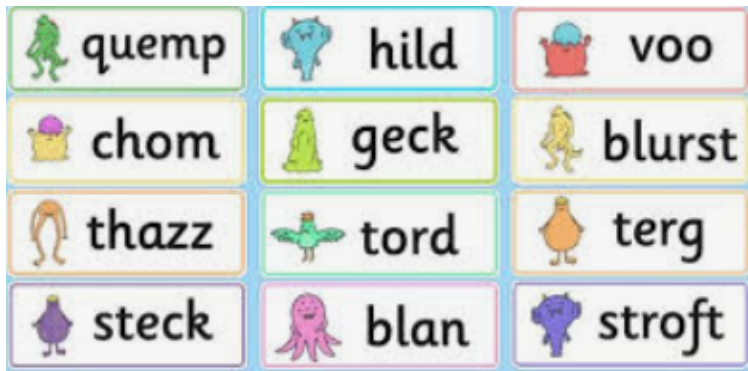 quemp
hild
voo
chom
geck
blurst
thazz
tord
terg
steck
blan
stroft